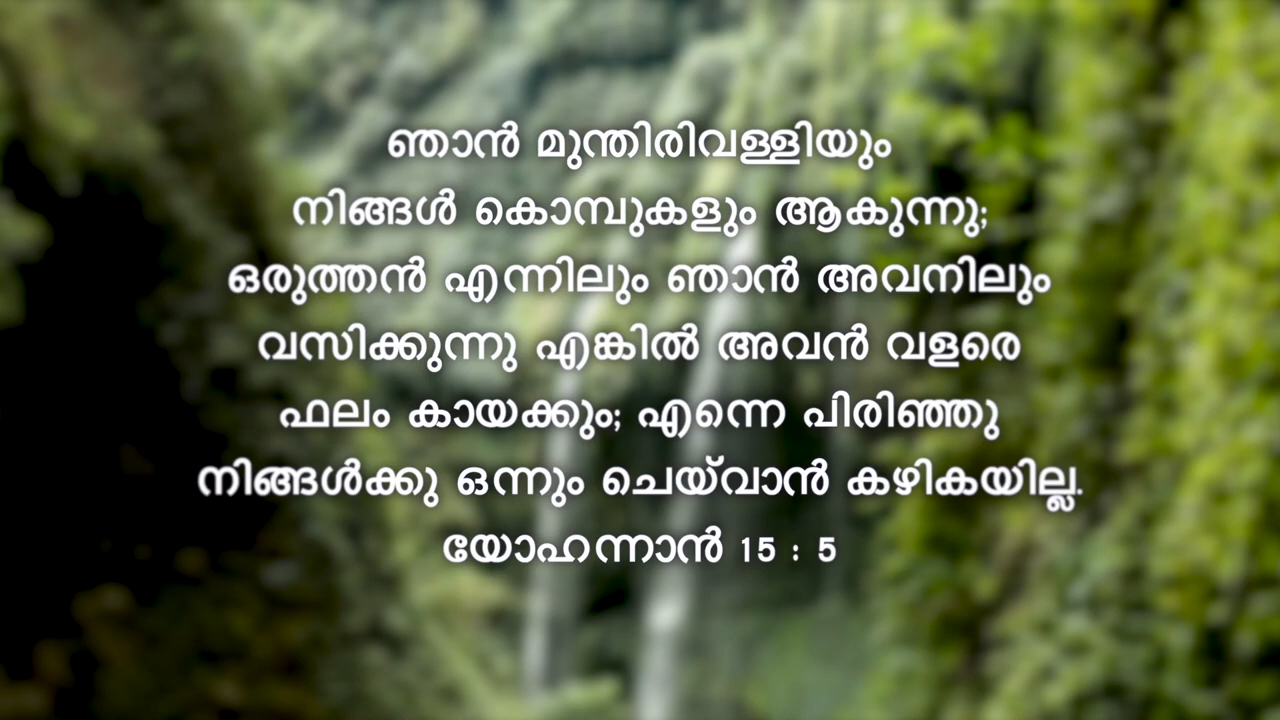 ഞാൻ മുന്തിരിവള്ളിയും
നിങ്ങൾ കൊമ്പുകളും ആകുന്നു;
ഒരുത്തൻ എന്നിലും ഞാൻ അവനിലും
വസിക്കുന്നു എങ്കിൽ അവൻ വളരെ
ഫലം കായക്കും; എന്നെ പിരിഞ്ഞു
നിങ്ങൾക്കു ഒന്നും ചെയ്‌വാൻ കഴികയില്ല.
യോഹന്നാൻ 15 : 5